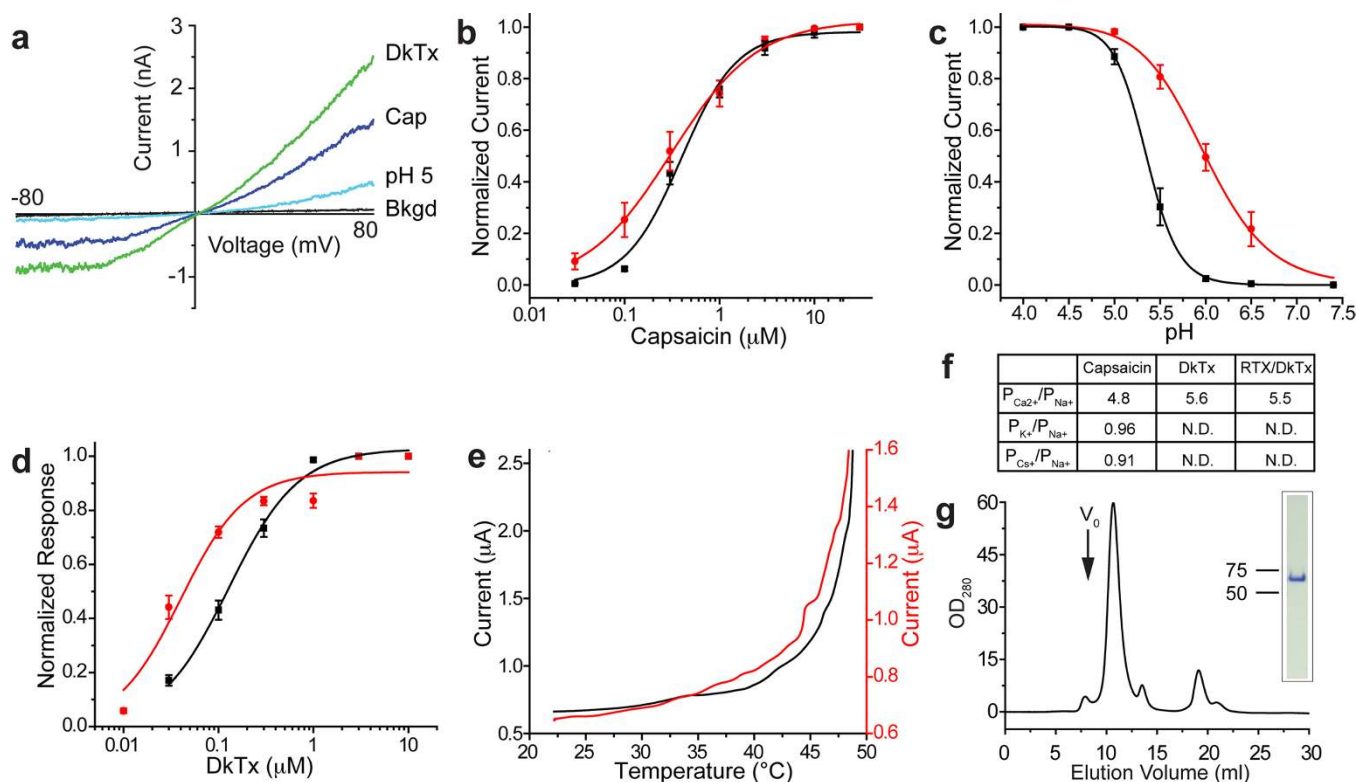 a
3
2
1
-1
Current (nA)
DkTx
Cap
pH 5
Bkgd
-80
80
Voltage (mV)
b
1.0
0.8
0.6
0.4
0.2
0.0
Normalized Current
0.01
0.1
1
10
Capsaicin (μM)
c
1.0
0.8
0.6
0.4
0.2
0.0
Normalized Current
4.0
4.5
5.0
5.5
6.0
6.5
7.0
7.5
pH
d
1.0
0.8
0.6
0.4
0.2
0.0
Normalized Response
0.01
0.1
1
10
DkTx (μM)
e
2.5
2.0
1.5
1.0
0.5
Current (μA)
1.6
1.4
1.2
1.0
0.8
0.6
Current (μA)
20
25
30
35
40
45
50
Temperature (°C)
f
Capsaicin DkTx RTX/DkTx
PCa2+/PNa+ 4.8 5.6 5.5
PK+/PNa+ 0.96 N.D. N.D.
PCs+/PNa+ 0.91 N.D. N.D.
g
60
45
30
15
0
OD280
V0
75
50
0
5
10
15
20
25
30
Elution Volume (ml)